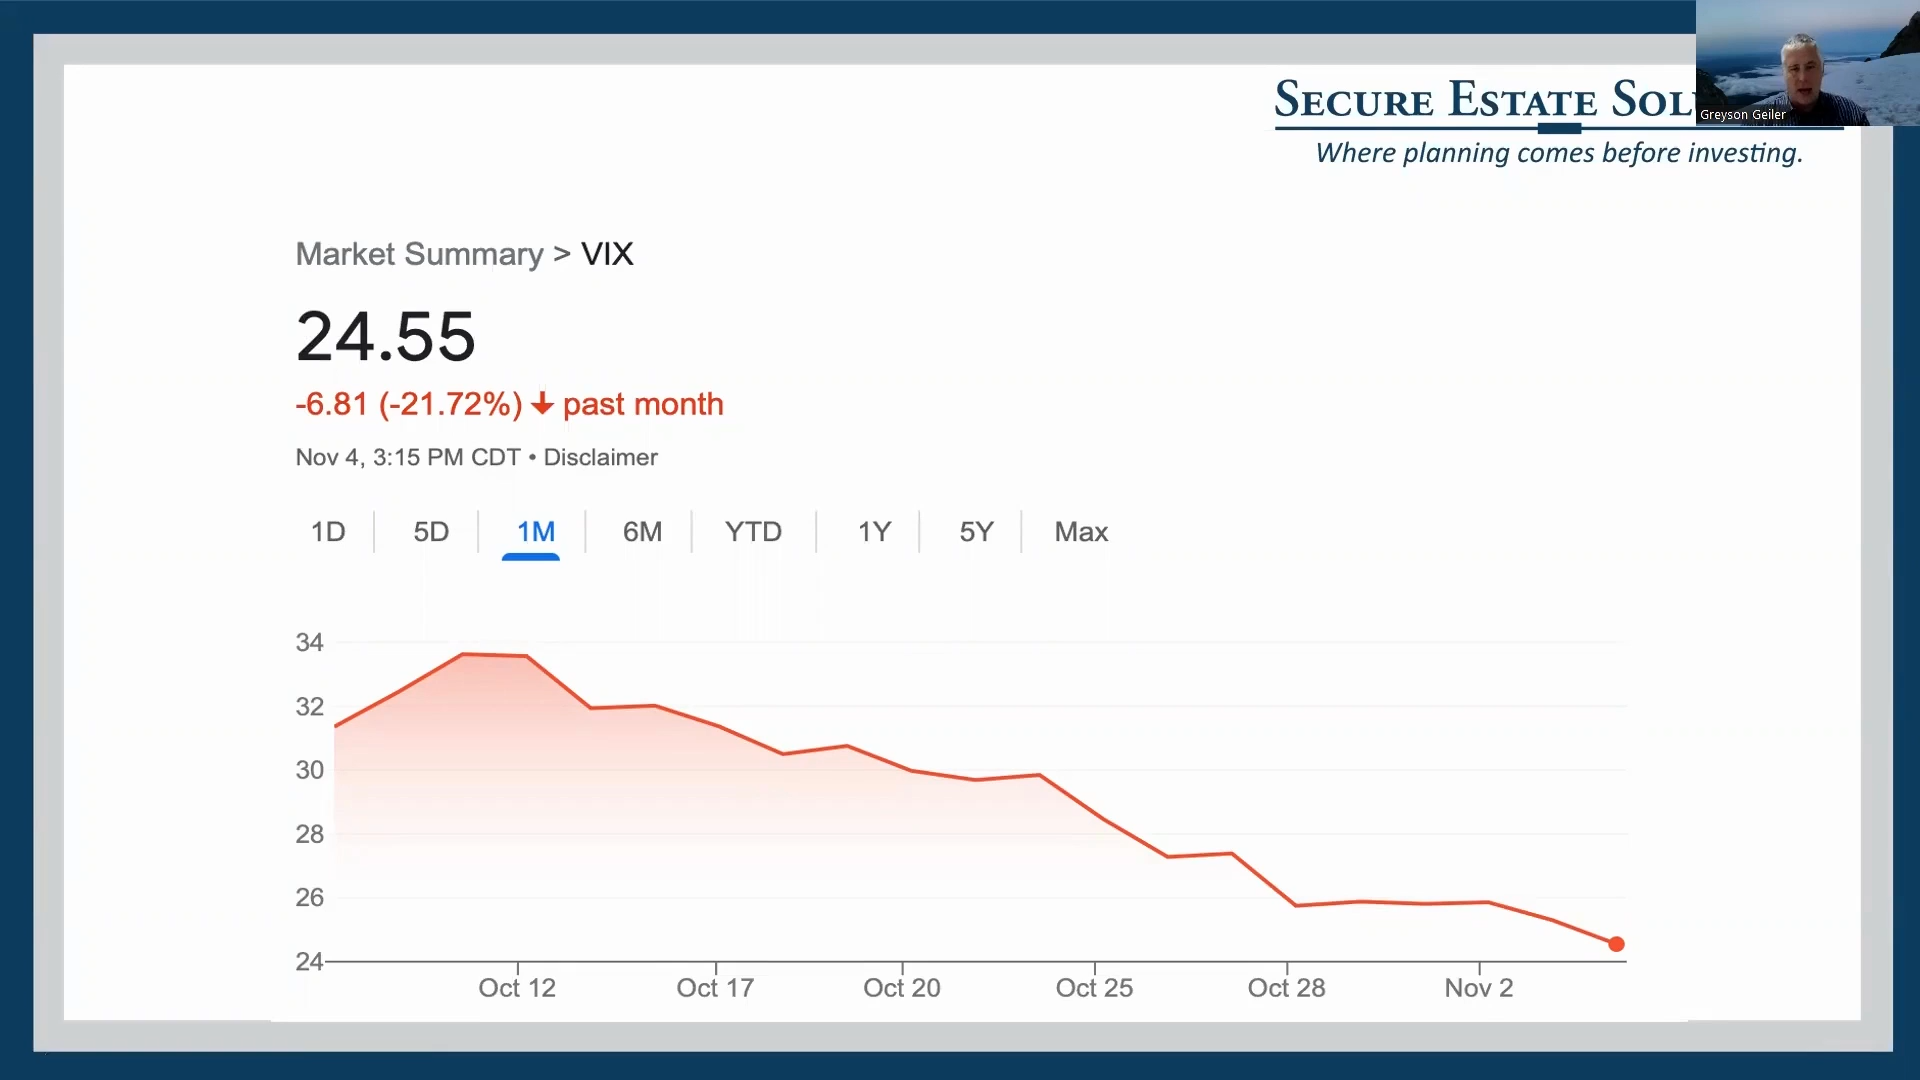 SECURE ESTATE SOL
Greyson Geiler
Where planning comes before investing.
Market Summary > VIX
24.55
-6.81 (-21.72%) ↓ past month
Nov 4, 3:15 PM CDT • Disclaimer
1D 5D 1M 6M YTD 1Y 5Y Max
34
32
30
28
26
24
Oct 12 Oct 17 Oct 20 Oct 25 Oct 28 Nov 2